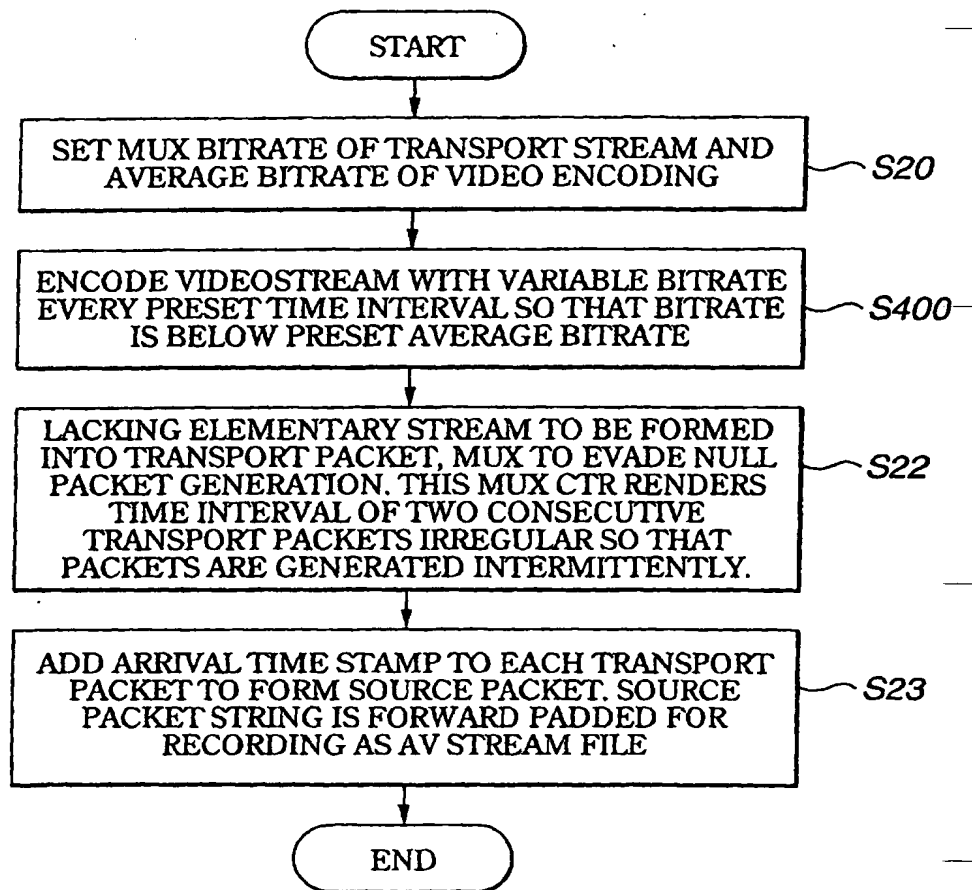 START
SET MUX BITRATE OF TRANSPORT STREAM AND
AVERAGE BITRATE OF VIDEO ENCODING
S20
ENCODE VIDEOSTREAM WITH VARIABLE BITRATE
EVERY PRESET TIME INTERVAL SO THAT BITRATE
IS BELOW PRESET AVERAGE BITRATE
S400
LACKING ELEMENTARY STREAM TO BE FORMED
INTO TRANSPORT PACKET, MUX TO EVADE NULL
PACKET GENERATION. THIS MUX CTR RENDERS
TIME INTERVAL OF TWO CONSECUTIVE
TRANSPORT PACKETS IRREGULAR SO THAT
PACKETS ARE GENERATED INTERMITTENTLY.
S22
ADD ARRIVAL TIME STAMP TO EACH TRANSPORT
PACKET TO FORM SOURCE PACKET. SOURCE
PACKET STRING IS FORWARD PADDED FOR
RECORDING AS AV STREAM FILE
S23
END